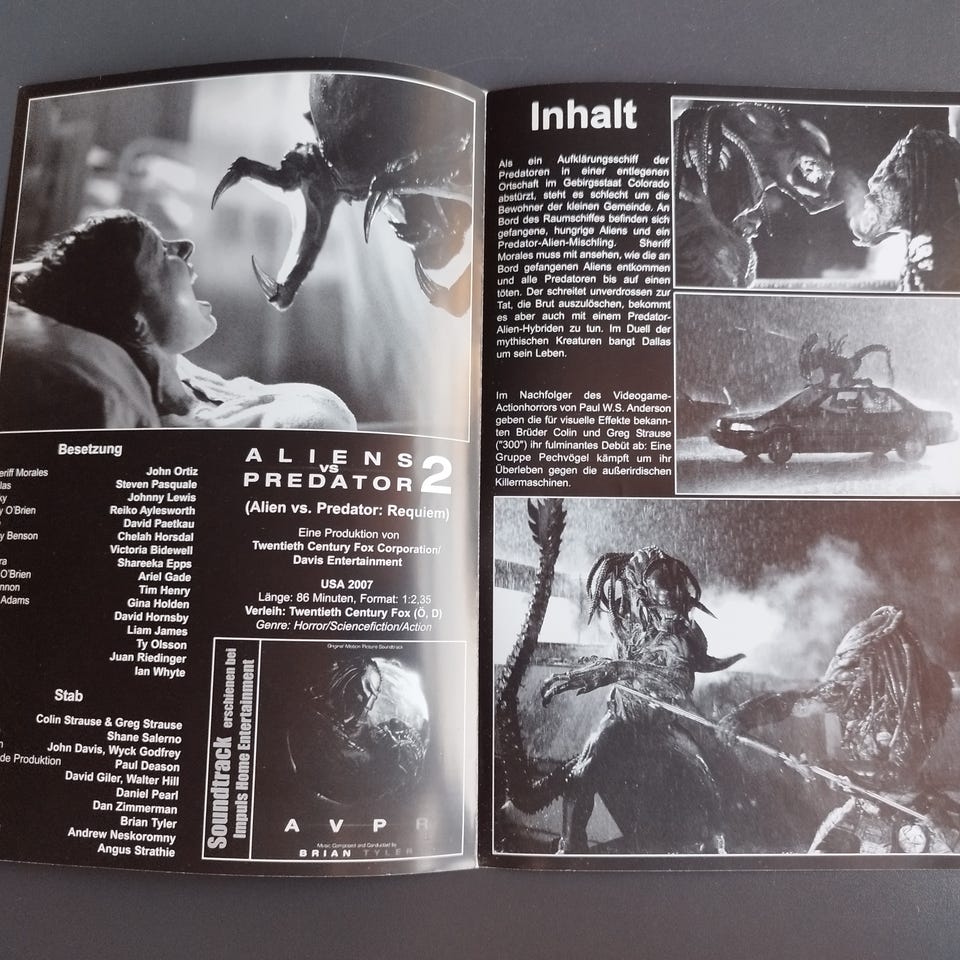 Besetzung
eriff Morales John Ortiz
las Steven Pasquale
ky Johnny Lewis
y O'Brien Reiko Aylesworth
David Paetkau
y Benson Chelah Horsdal
Victoria Bidewell
ra Shareeka Epps
O'Brien Ariel Gade
nnon Tim Henry
Adams Gina Holden
David Hornsby
Liam James
Ty Olsson
Juan Riedinger
Ian Whyte
Stab
Colin Strause & Greg Strause
Shane Salerno
n John Davis, Wyck Godfrey
de Produktion Paul Deason
David Giler, Walter Hill
Daniel Pearl
Dan Zimmerman
Brian Tyler
Andrew Neskoromny
Angus Strathie
ALIENS
VS
PREDATOR 2
(Alien vs. Predator: Requiem)
Eine Produktion von
Twentieth Century Fox Corporation/
Davis Entertainment
USA 2007
Länge: 86 Minuten, Format: 1:2,35
Verleih: Twentieth Century Fox (Ö, D)
Genre: Horror/Sciencefiction/Action
Soundtrack erschienen bei
Impuls Home Entertainment
Original Motion Picture Soundtrack
AVPR
Music Composed and Conducted by
BRIAN TYLER
Inhalt
Als ein Aufklärungsschiff der
Predatoren in einer entlegenen
Ortschaft im Gebirgsstaat Colorado
abstürzt, steht es schlecht um die
Bewohner der kleinen Gemeinde. An
Bord des Raumschiffes befinden sich
gefangene, hungrige Aliens und ein
Predator-Alien-Mischling. Sheriff
Morales muss mit ansehen, wie die an
Bord gefangenen Aliens entkommen
und alle Predatoren bis auf einen
töten. Der schreitet unverdrossen zur
Tat, die Brut auszulöschen, bekommt
es aber auch mit einem Predator-
Alien-Hybriden zu tun. Im Duell der
mythischen Kreaturen bangt Dallas
um sein Leben.
Im Nachfolger des Videogame-
Actionhorrors von Paul W.S. Anderson
geben die für visuelle Effekte bekann-
ten Brüder Colin und Greg Strause
("300") ihr fulminantes Debüt ab: Eine
Gruppe Pechvögel kämpft um ihr
Überleben gegen die außerirdischen
Killermaschinen.